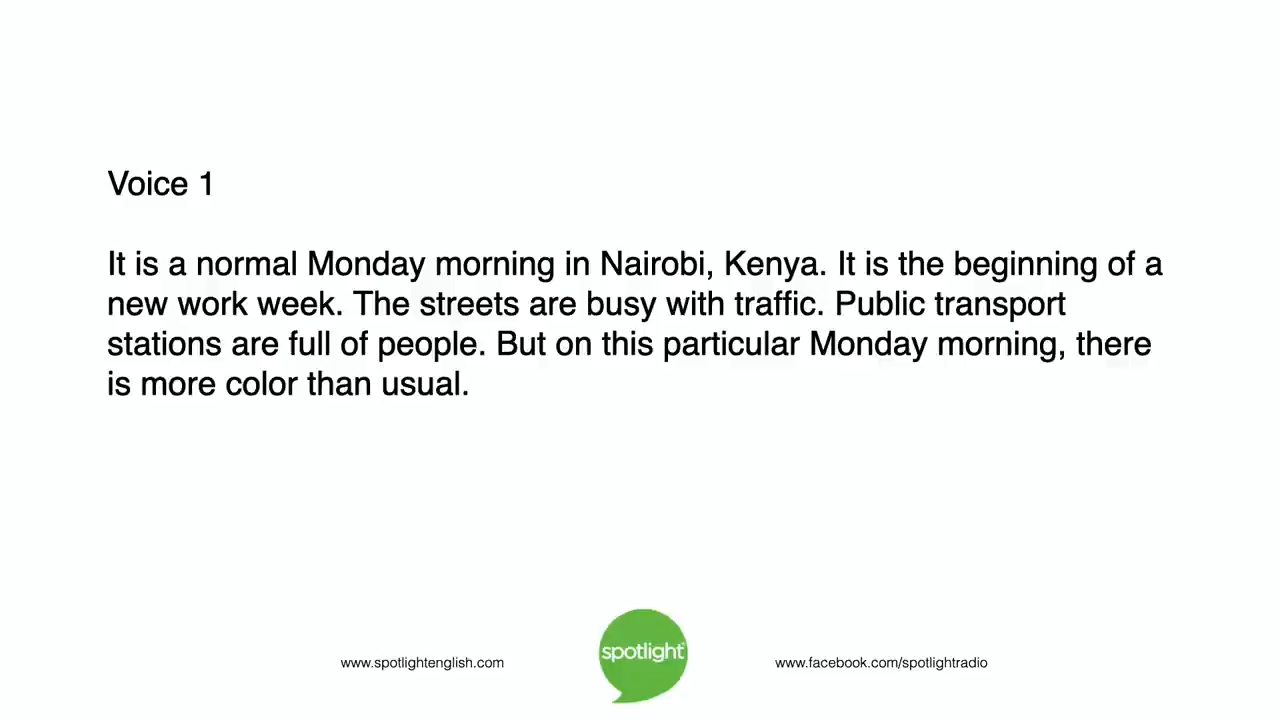 Voice 1
It is a normal Monday morning in Nairobi, Kenya. It is the beginning of a
new work week. The streets are busy with traffic. Public transport
stations are full of people. But on this particular Monday morning, there
is more color than usual.
spotlight
www.spotlightenglish.com
www.facebook.com/spotlightradio